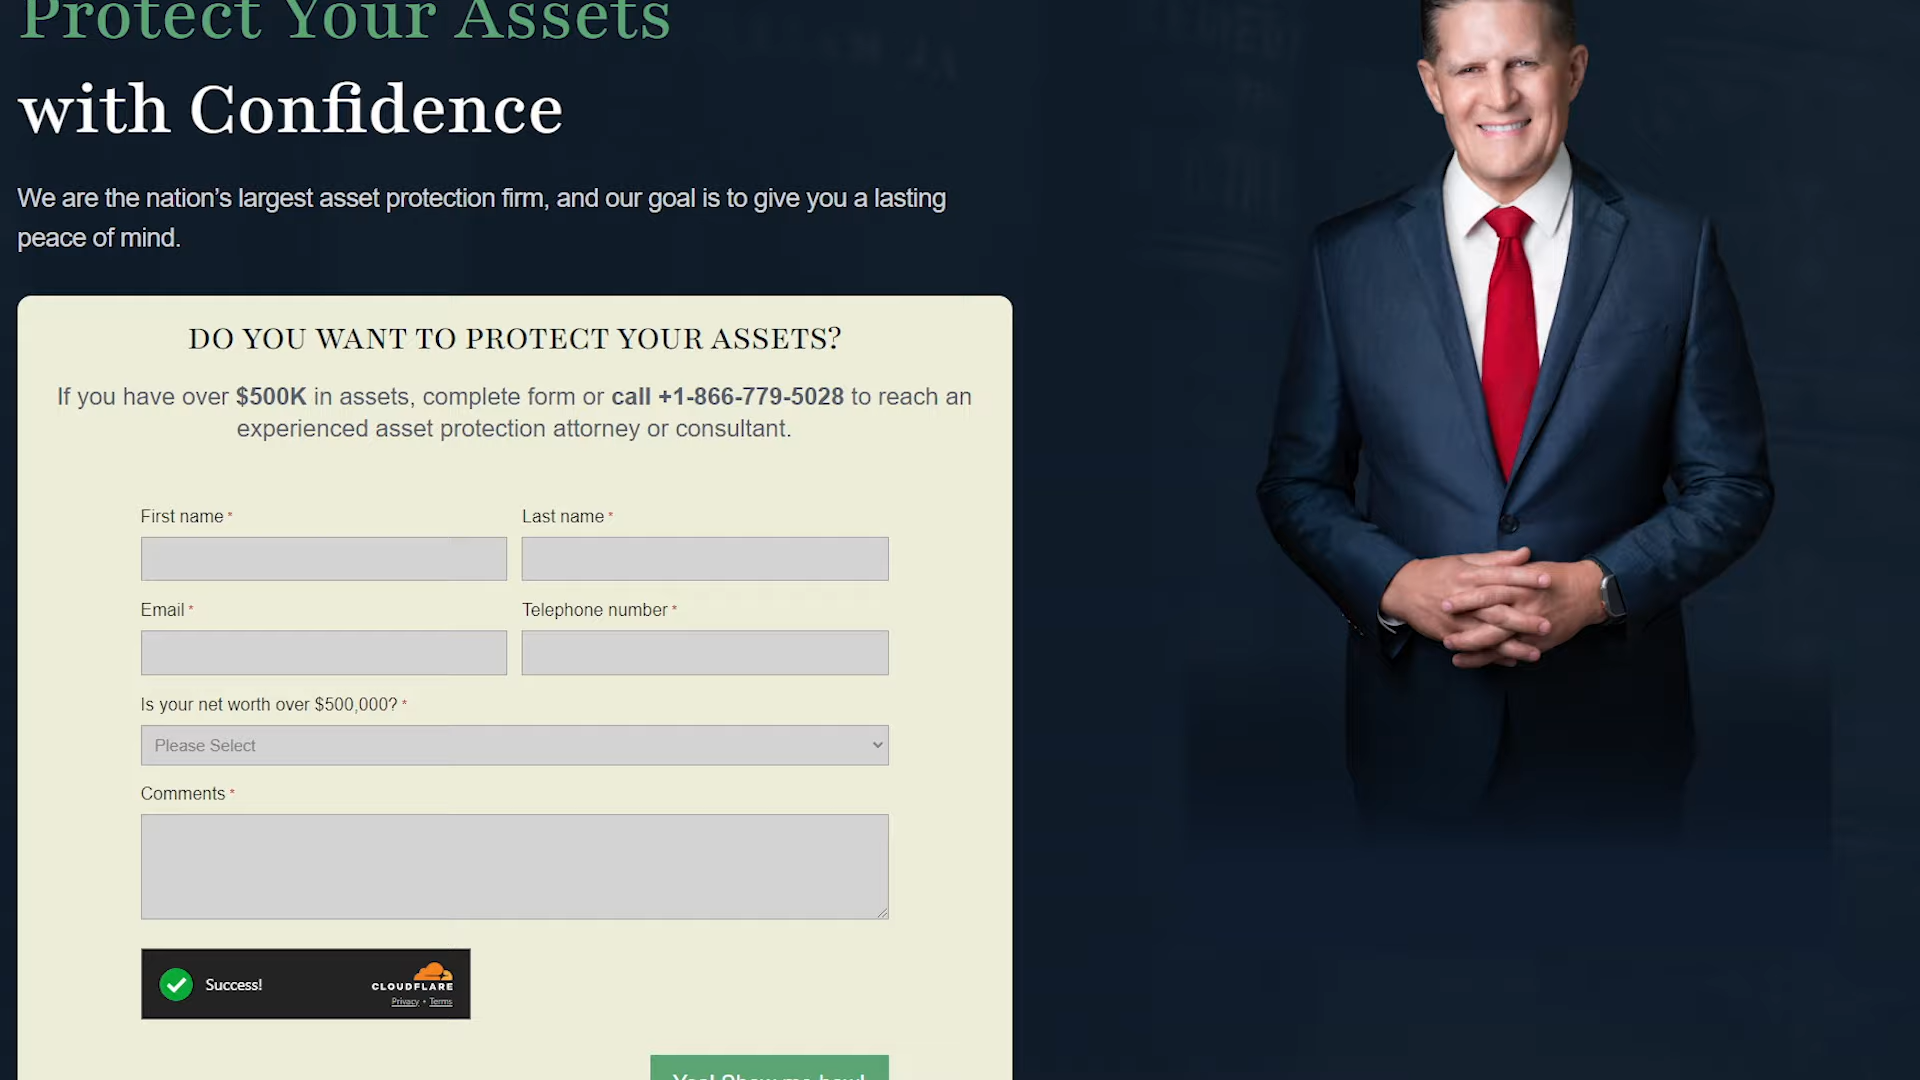 Protect Your Assets
with Confidence
We are the nation’s largest asset protection firm, and our goal is to give you a lasting
peace of mind.
DO YOU WANT TO PROTECT YOUR ASSETS?
If you have over $500K in assets, complete form or call +1-866-779-5028 to reach an
experienced asset protection attorney or consultant.
First name * Last name *
Email * Telephone number *
Is your net worth over $500,000? *
Please Select
Comments *
Success!
CLOUDFLARE
Privacy • Terms
Yes! Show me how!